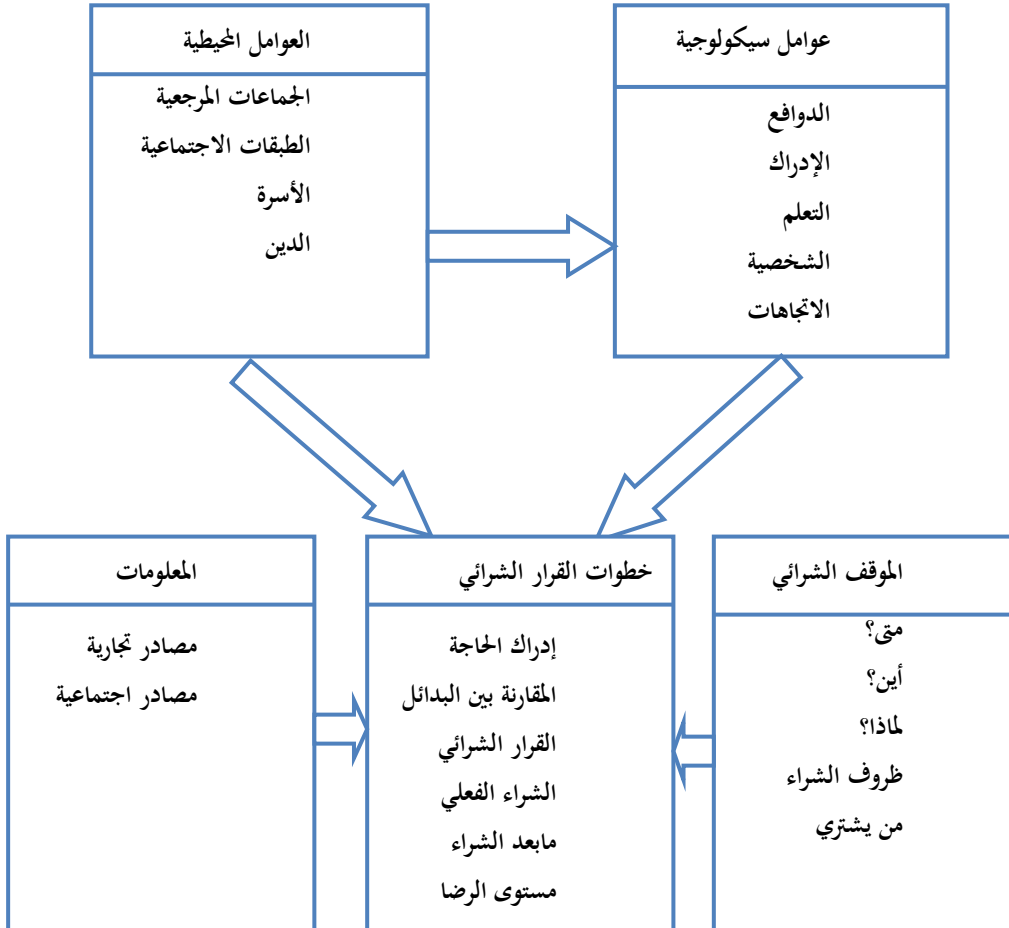 عوامل سيكولوجية
الدوافع
الإدراك
التعلم
الشخصية
الاتجاهات
العوامل المحيطية
الجماعات المرجعية
الطبقات الاجتماعية
الأسرة
الدين
الموقف الشرائي
متى؟
أين؟
لماذا؟
ظروف الشراء
من يشتري
خطوات القرار الشرائي
إدراك الحاجة
المقارنة بين البدائل
القرار الشرائي
الشراء الفعلي
مابعد الشراء
مستوى الرضا
المعلومات
مصادر تجارية
مصادر اجتماعية